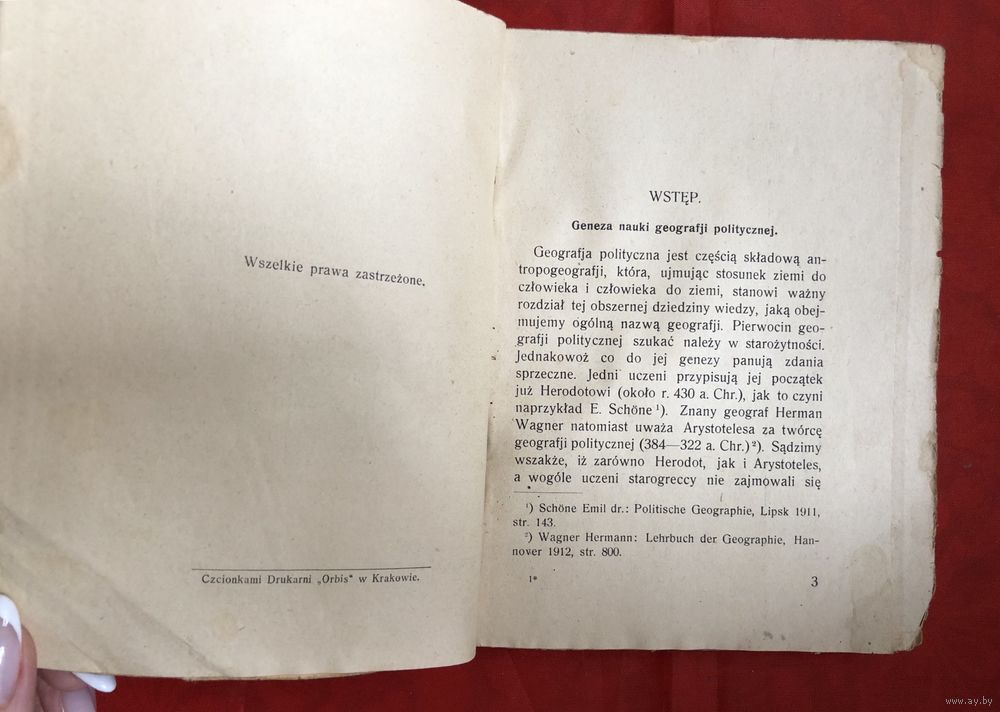 Wszelkie prawa zastrzeżone.
Czcionkami Drukarni „Orbis" w Krakowie.
WSTĘP.
Geneza nauki geografji politycznej.
Geografja polityczna jest częścią składową an-
tropogeografji, która, ujmując stosunek ziemi do
człowieka i człowieka do ziemi, stanowi ważny
rozdział tej obszernej dziedziny wiedzy, jaką obej-
mujemy ogólną nazwą geografji. Pierwocin geo-
grafji politycznej szukać należy w starożytności.
Jednakowoż co do jej genezy panują zdania
sprzeczne. Jedni uczeni przypisują jej początek
już Herodotowi (około r. 430 a. Chr.), jak to czyni
naprzykład E. Schöne¹). Znany geograf Herman
Wagner natomiast uważa Arystotelesa za twórcę
geografji politycznej (384—322 a. Chr.)²). Sądzimy
wszakże, iż zarówno Herodot, jak i Arystoteles,
a wogóle uczeni starogreccy nie zajmowali się
¹) Schöne Emil dr.: Politische Geographie, Lipsk 1911,
str. 143.
²) Wagner Hermann: Lehrbuch der Geographie, Han-
nover 1912, str. 800.
1*
3
www.ay.by